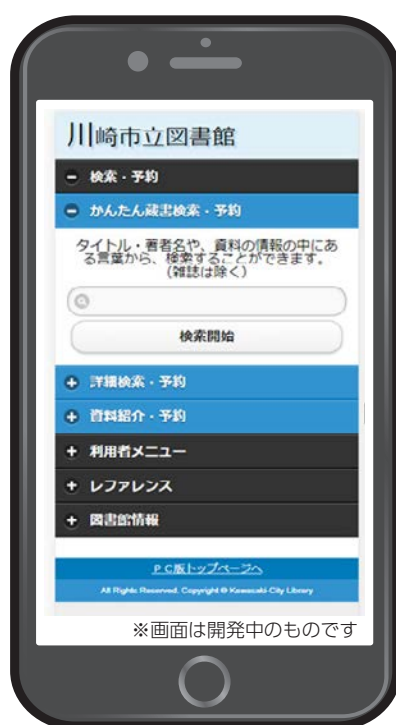 川崎市立図書館
検索・予約
かんたん蔵書検索・予約
タイトル・著者名や、資料の情報の中にあ
る言葉から、検索することができます。
(雑誌は除く)
検索開始
詳細検索・予約
資料紹介・予約
利用者メニュー
レファレンス
図書館情報
PC版トップページへ
All Rights Reserved. Copyright © Kawasaki-City Library
※画面は開発中のものです